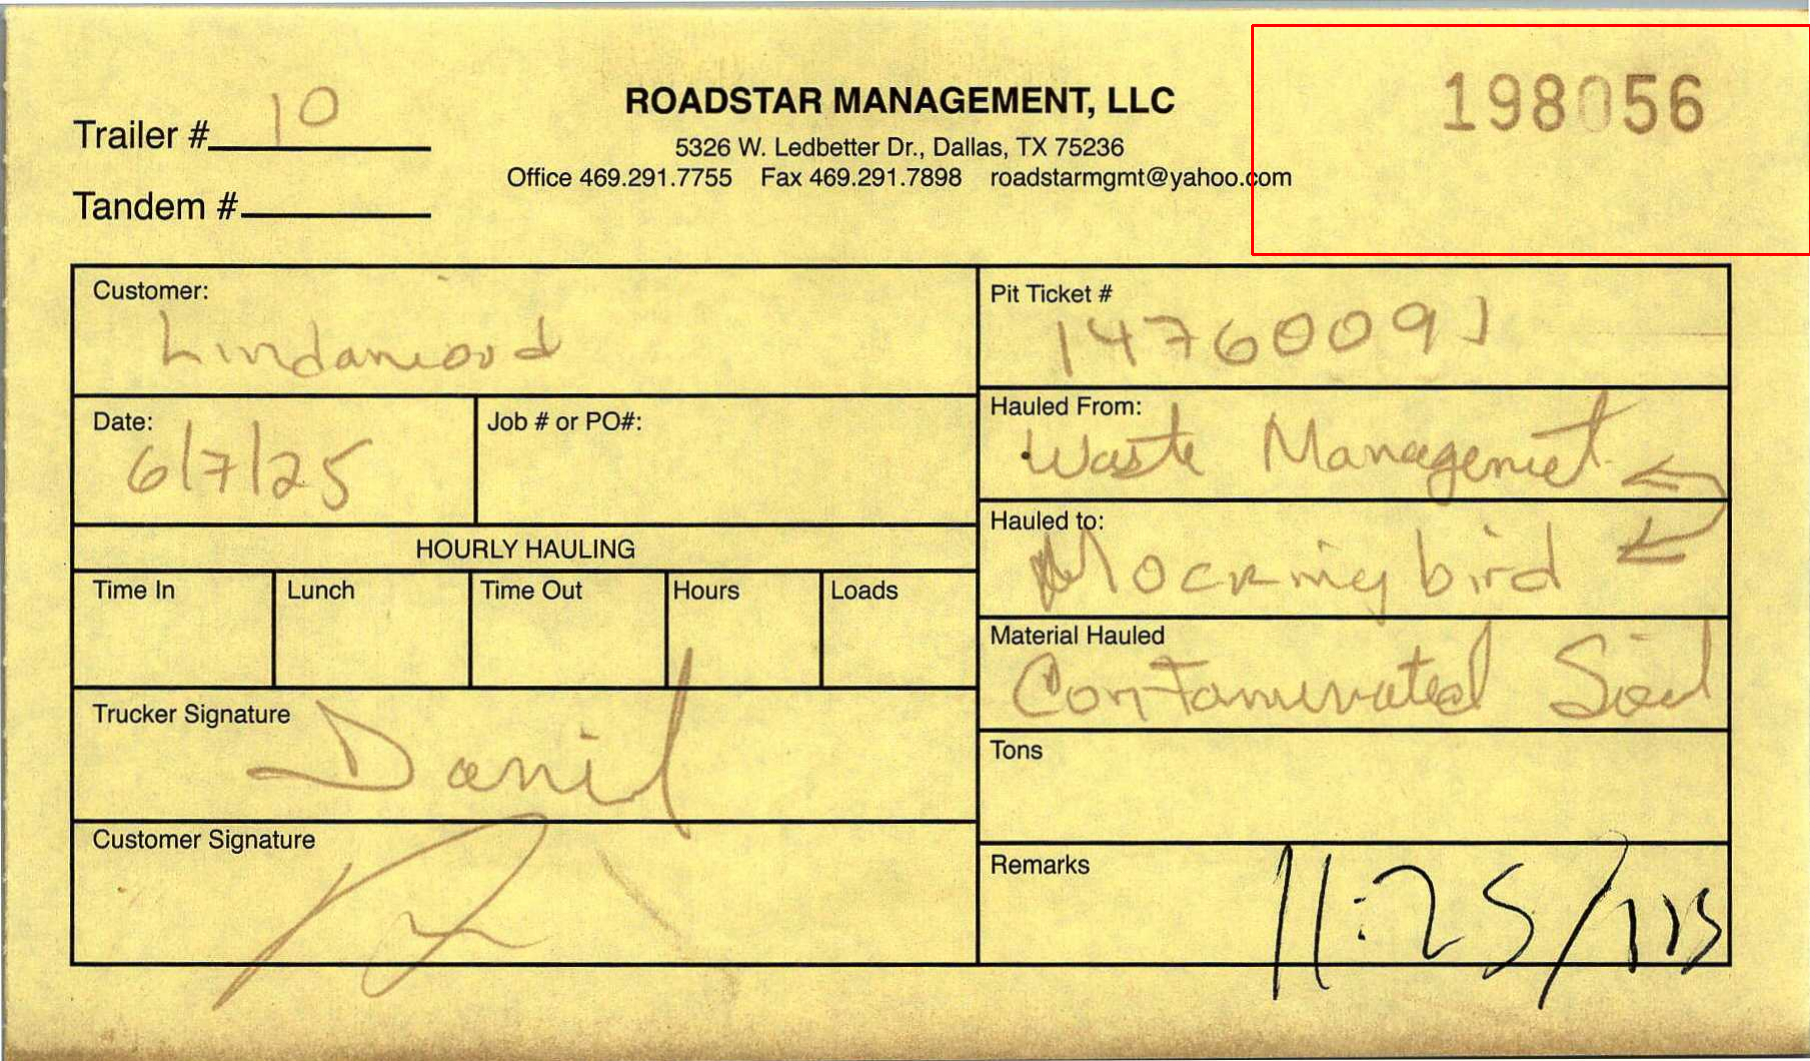 198056
Trailer # 10
ROADSTAR MANAGEMENT, LLC
5326 W. Ledbetter Dr., Dallas, TX 75236
Office 469.291.7755 Fax 469.291.7898 roadstarmgmt@yahoo.com
Tandem #
Customer:
Lindamood
Pit Ticket #
14760091
Date:
6/7/25
Job # or PO#:
Hauled From:
Waste Management
Hauled to:
Mockingbird
HOURLY HAULING
Time In Lunch Time Out Hours Loads
Material Hauled
Contaminated Soil
Trucker Signature
Daniel
Tons
Customer Signature
Remarks
11:25/